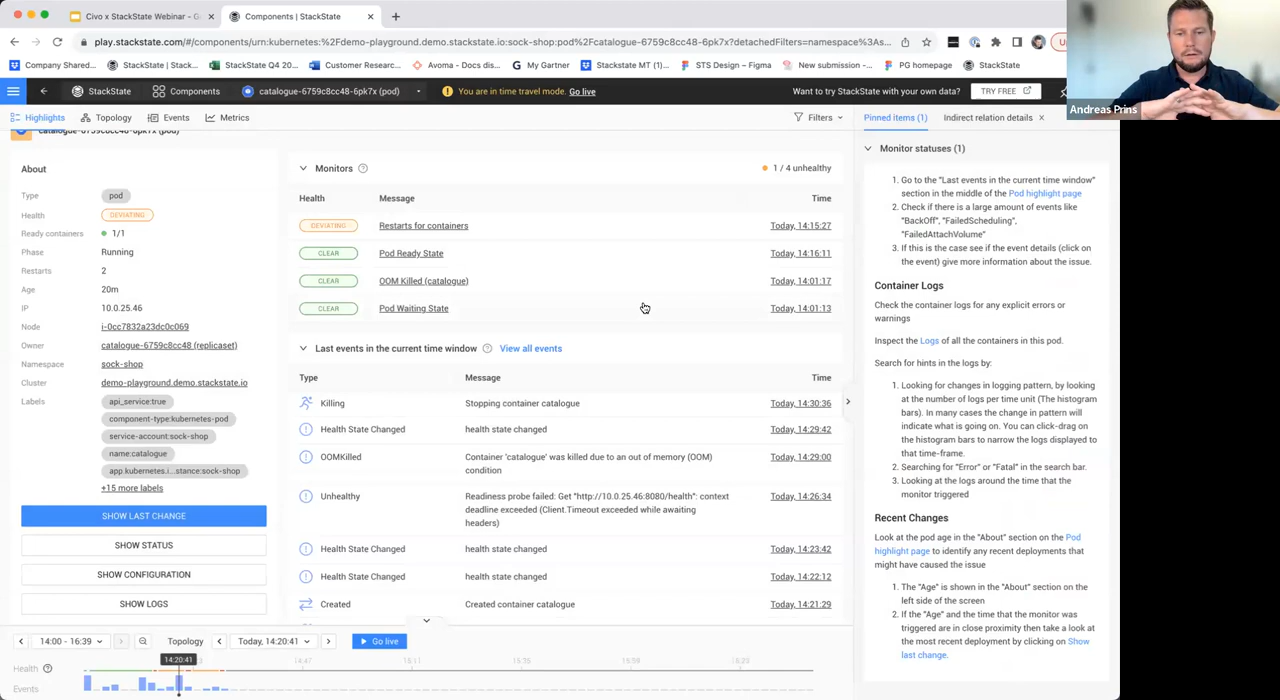 Civo x StackState Webinar – G
Components | StackState
play.stackstate.com/#/components/urn:kubernetes:%2Fdemo-playground.demo.stackstate.io:sock-shop:pod%2Fcatalogue-6759c8cc48-6pk7x?detachedFilters=namespace%3As...
Company Shared...
StackState | Stack...
StackState Q4 20...
Customer Researc...
Avoma - Docs dis...
My Gartner
Stackstate MT (1)...
STS Design – Figma
New submission -...
PG homepage
StackState
Andreas Prins
StackState
Components
catalogue-6759c8cc48-6pk7x (pod)
You are in time travel mode. Go live
Want to try StackState with your own data?
TRY FREE
Highlights
Topology
Events
Metrics
Filters
Pinned items (1)
Indirect relation details
catalogue-6759c8cc48-6pk7x (pod)
About
Type
pod
Health
DEVIATING
Ready containers
1/1
Phase
Running
Restarts
2
Age
20m
IP
10.0.25.46
Node
i-0cc7832a23dc0c069
Owner
catalogue-6759c8cc48 (replicaset)
Namespace
sock-shop
Cluster
demo-playground.demo.stackstate.io
Labels
api_service:true
component-type:kubernetes-pod
service-account:sock-shop
name:catalogue
app.kubernetes.i...stance:sock-shop
+15 more labels
SHOW LAST CHANGE
SHOW STATUS
SHOW CONFIGURATION
SHOW LOGS
Monitors
1 / 4 unhealthy
Health
Message
Time
DEVIATING
Restarts for containers
Today, 14:15:27
CLEAR
Pod Ready State
Today, 14:16:11
CLEAR
OOM Killed (catalogue)
Today, 14:01:17
CLEAR
Pod Waiting State
Today, 14:01:13
Last events in the current time window
View all events
Type
Message
Time
Killing
Stopping container catalogue
Today, 14:30:36
Health State Changed
health state changed
Today, 14:29:42
OOMKilled
Container 'catalogue' was killed due to an out of memory (OOM)
condition
Today, 14:29:00
Unhealthy
Readiness probe failed: Get "http://10.0.25.46:8080/health": context
deadline exceeded (Client.Timeout exceeded while awaiting
headers)
Today, 14:26:34
Health State Changed
health state changed
Today, 14:23:42
Health State Changed
health state changed
Today, 14:22:12
Created
Created container catalogue
Today, 14:21:29
Monitor statuses (1)
1. Go to the "Last events in the current time window"
section in the middle of the Pod highlight page
2. Check if there is a large amount of events like
"BackOff", "FailedScheduling",
"FailedAttachVolume"
3. If this is the case see if the event details (click on
the event) give more information about the issue.
Container Logs
Check the container logs for any explicit errors or
warnings
Inspect the Logs of all the containers in this pod.
Search for hints in the logs by:
1. Looking for changes in logging pattern, by looking
at the number of logs per time unit (The histogram
bars). In many cases the change in pattern will
indicate what is going on. You can click-drag on
the histogram bars to narrow the logs displayed to
that time-frame.
2. Searching for "Error" or "Fatal" in the search bar.
3. Looking at the logs around the time that the
monitor triggered
Recent Changes
Look at the pod age in the "About" section on the Pod
highlight page to identify any recent deployments that
might have caused the issue
1. The "Age" is shown in the "About" section on the
left side of the screen
2. If the "Age" and the time that the monitor was
triggered are in close proximity then take a look at
the most recent deployment by clicking on Show
last change.
14:00 - 16:39
Topology
Today, 14:20:41
Go live
14:20:41
14:47
15:35
Health
Events